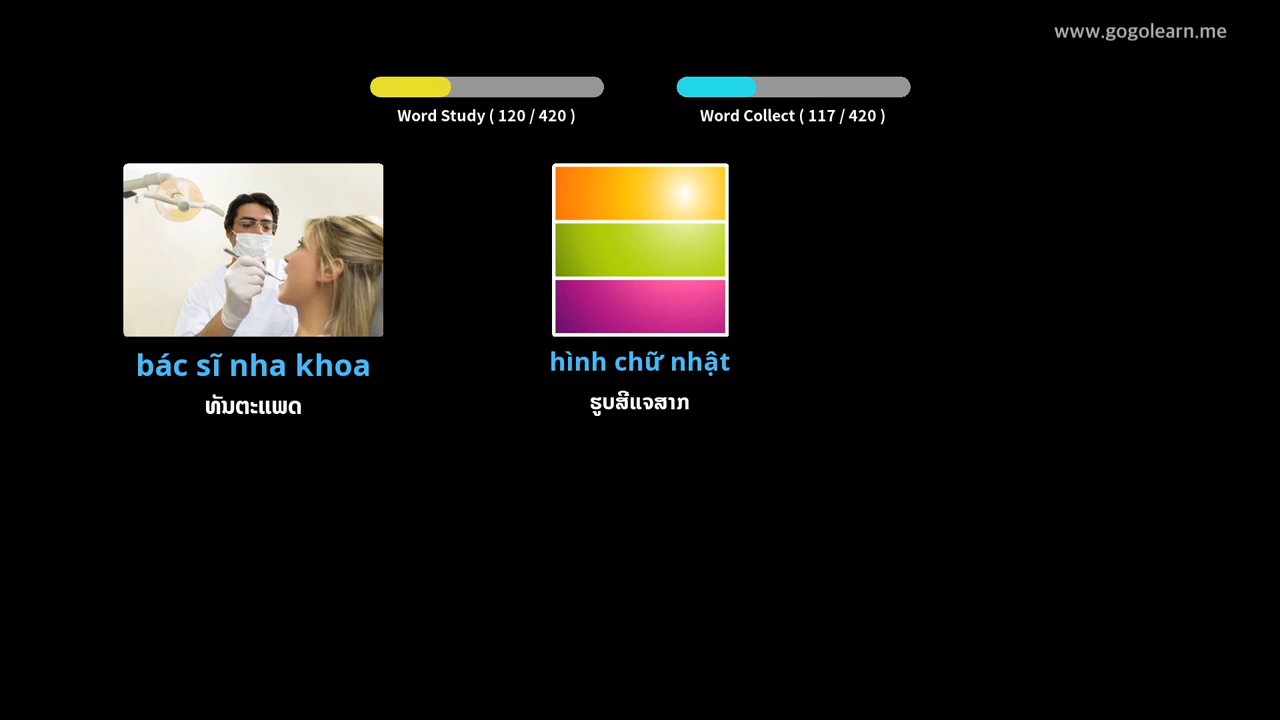 www.gogolearn.me
Word Study ( 120 / 420 )
Word Collect ( 117 / 420 )
bác sĩ nha khoa
ທັນຕະແພດ
hình chữ nhật
ຮູບສີ່ແຈສາກ